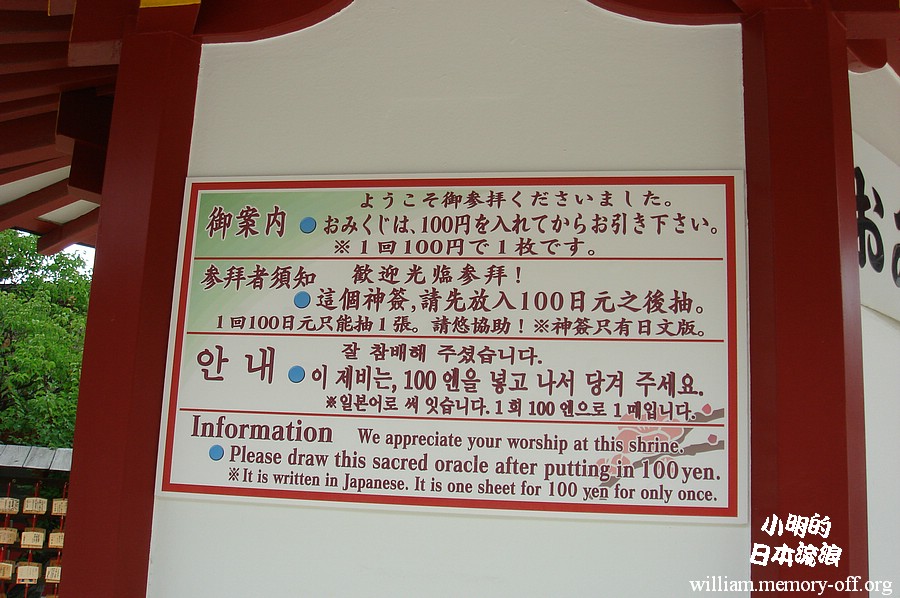 ようこそ御参拝くださいました。
御案内 ●おみくじは、100円を入れてからお引き下さい。
※1回100円で1枚です。
参拜者須知 歡迎光臨参拜!
●這個神簽,請先放入100日元之後抽。
1回100日元只能抽1張。請悠協助!※神簽只有日文版。
안내 잘 참배해 주셨습니다.
●이 제비는, 100 엔을 넣고 나서 당겨 주세요.
※일본어로 써 잇습니다. 1 회 100 엔으로 1 매입니다.
Information We appreciate your worship at this shrine.
●Please draw this sacred oracle after putting in 100 yen.
※It is written in Japanese. It is one sheet for 100 yen for only once.
お
小明的
日本流浪
william.memory-off.org